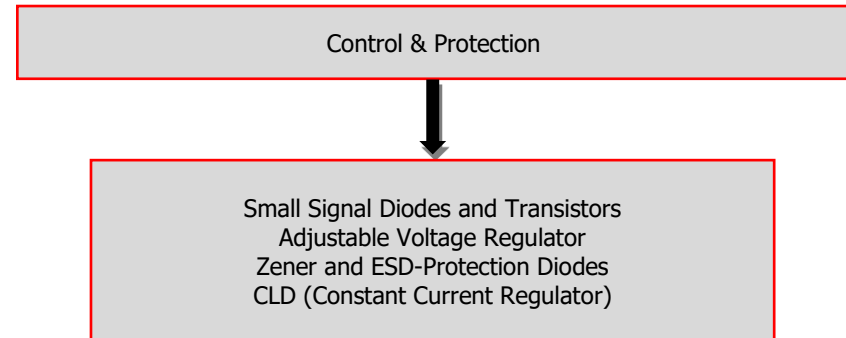 Control & Protection
Small Signal Diodes and Transistors
Adjustable Voltage Regulator
Zener and ESD-Protection Diodes
CLD (Constant Current Regulator)